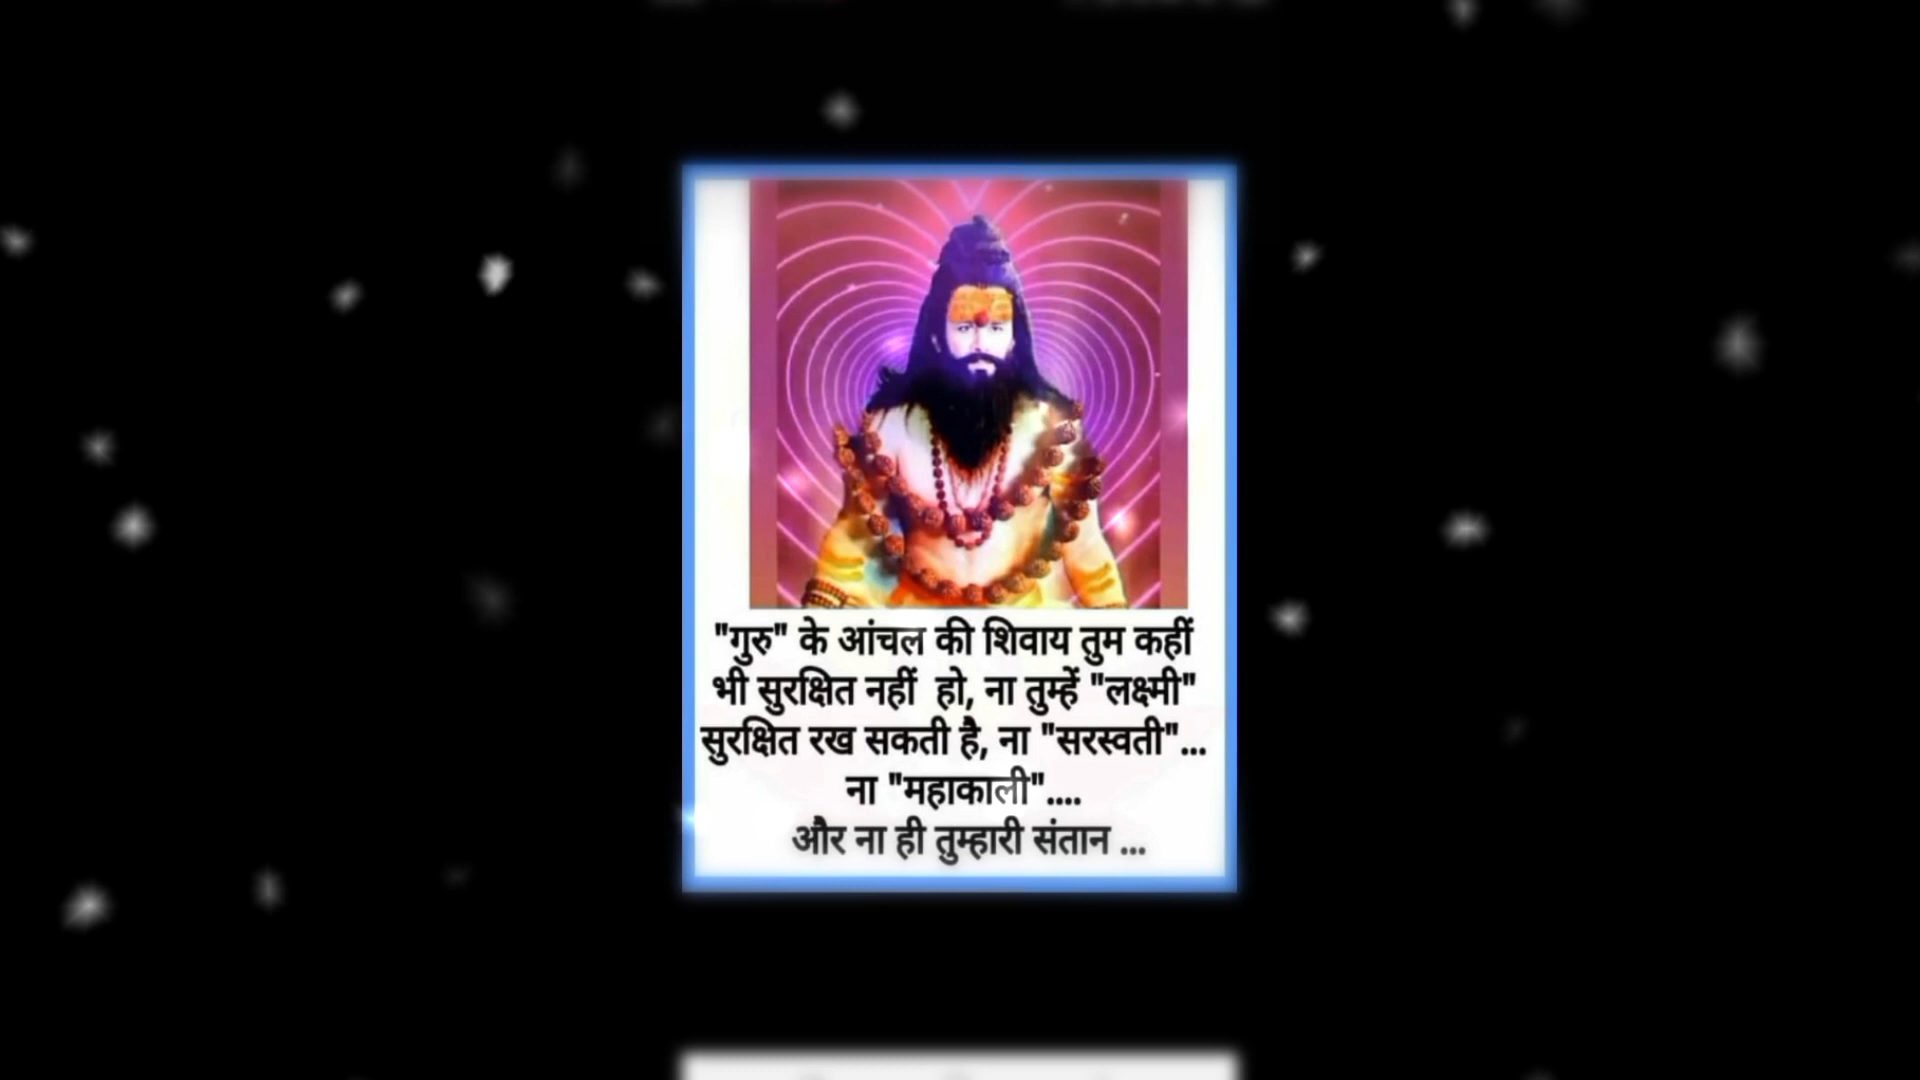 "गुरु" के आंचल की शिवाय तुम कहीं
भी सुरक्षित नहीं हो, ना तुम्हें "लक्ष्मी"
सुरक्षित रख सकती है, ना "सरस्वती"...
ना "महाकाली"....
और ना ही तुम्हारी संतान ...